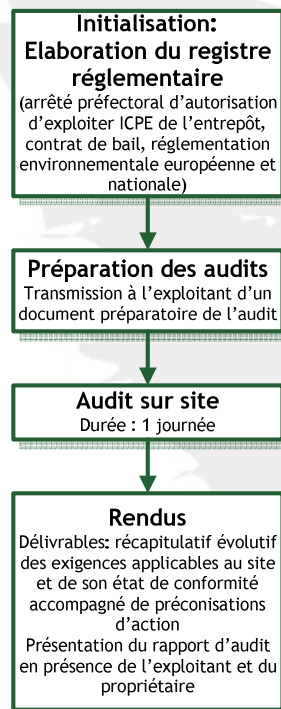 Initialisation:
Elaboration du registre
réglementaire
(arrêté préfectoral d’autorisation
d’exploiter ICPE de l’entrepôt,
contrat de bail, réglementation
environnementale européenne et
nationale)
Préparation des audits
Transmission à l’exploitant d’un
document préparatoire de l’audit
Audit sur site
Durée : 1 journée
Rendus
Délivrables: récapitulatif évolutif
des exigences applicables au site
et de son état de conformité
accompagné de préconisations
d’action
Présentation du rapport d’audit
en présence de l’exploitant et du
propriétaire